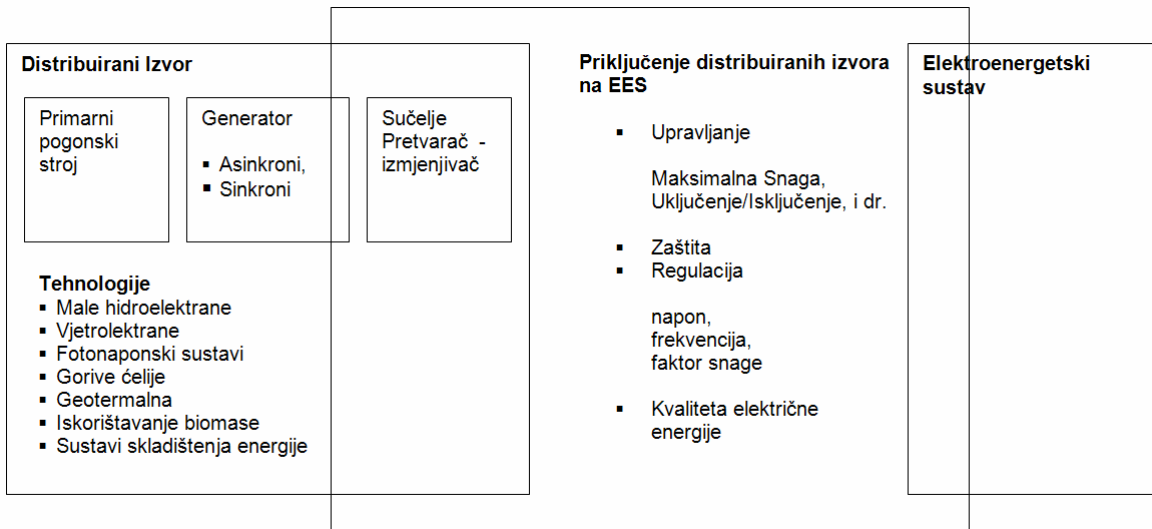 Distribuirani Izvor
Primarni
pogonski
stroj
Generator
▪ Asinkroni,
▪ Sinkroni
Sučelje
Pretvarač -
izmjenjivač
Tehnologije
▪ Male hidroelektrane
▪ Vjetrolektrane
▪ Fotonaponski sustavi
▪ Gorive ćelije
▪ Geotermalna
▪ Iskorištavanje biomase
▪ Sustavi skladištenja energije
Priključenje distribuiranih izvora
na EES
▪ Upravljanje
Maksimalna Snaga,
Uključenje/Isključenje, i dr.
▪ Zaštita
▪ Regulacija
napon,
frekvencija,
faktor snage
▪ Kvaliteta električne
energije
Elektroenergetski
sustav